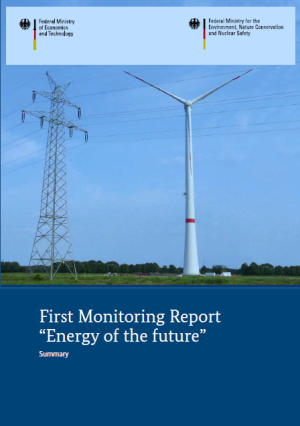 Federal Ministry
of Economics
and Technology
Federal Ministry for the
Environment, Nature Conservation
and Nuclear Safety
First Monitoring Report
“Energy of the future”
Summary